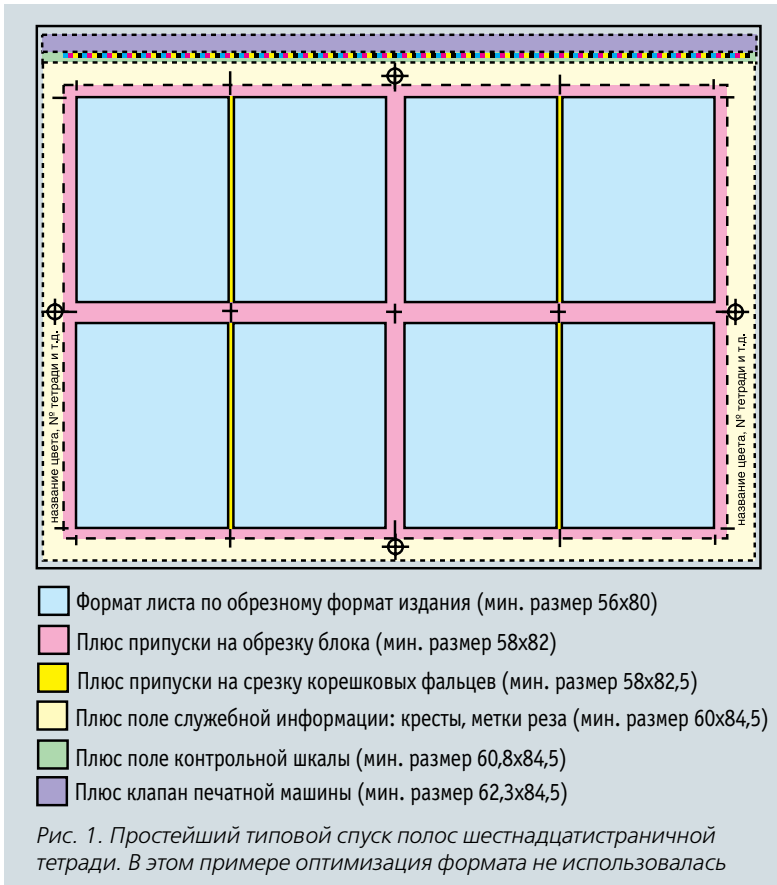 название цвета, № тетради и т.д.
название цвета, № тетради и т.д.
Формат листа по обрезному формат издания (мин. размер 56х80)
Плюс припуски на обрезку блока (мин. размер 58х82)
Плюс припуски на срезку корешковых фальцев (мин. размер 58х82,5)
Плюс поле служебной информации: кресты, метки реза (мин. размер 60х84,5)
Плюс поле контрольной шкалы (мин. размер 60,8х84,5)
Плюс клапан печатной машины (мин. размер 62,3х84,5)
Рис. 1. Простейший типовой спуск полос шестнадцатистраничной
тетради. В этом примере оптимизация формата не использовалась